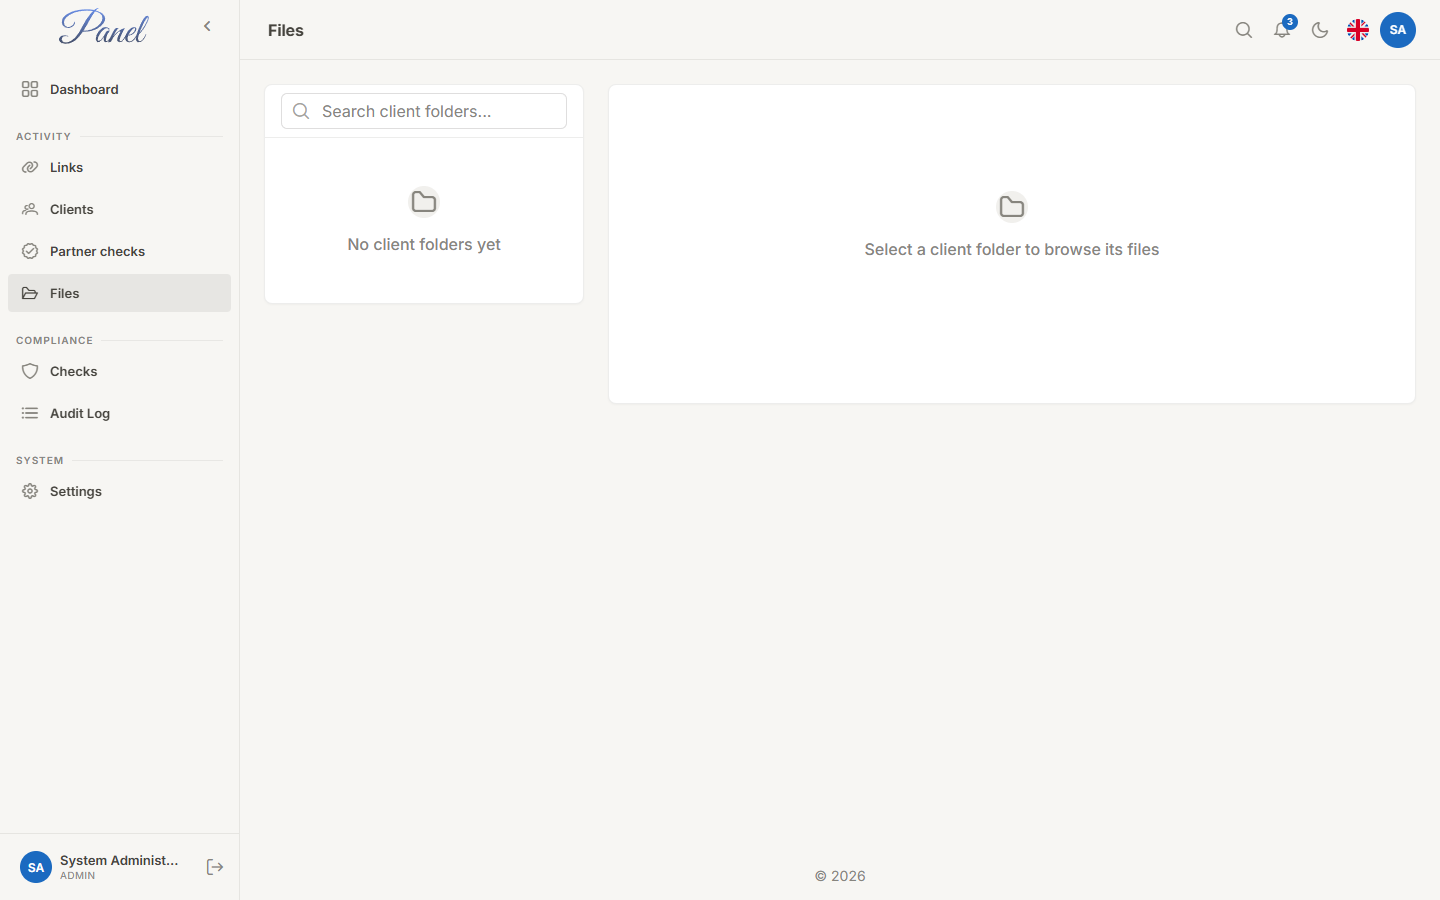 Panel
Dashboard
ACTIVITY
Links
Clients
Partner checks
Files
COMPLIANCE
Checks
Audit Log
SYSTEM
Settings
SA
System Administ...
ADMIN
Files
3
SA
Search client folders...
No client folders yet
Select a client folder to browse its files
© 2026